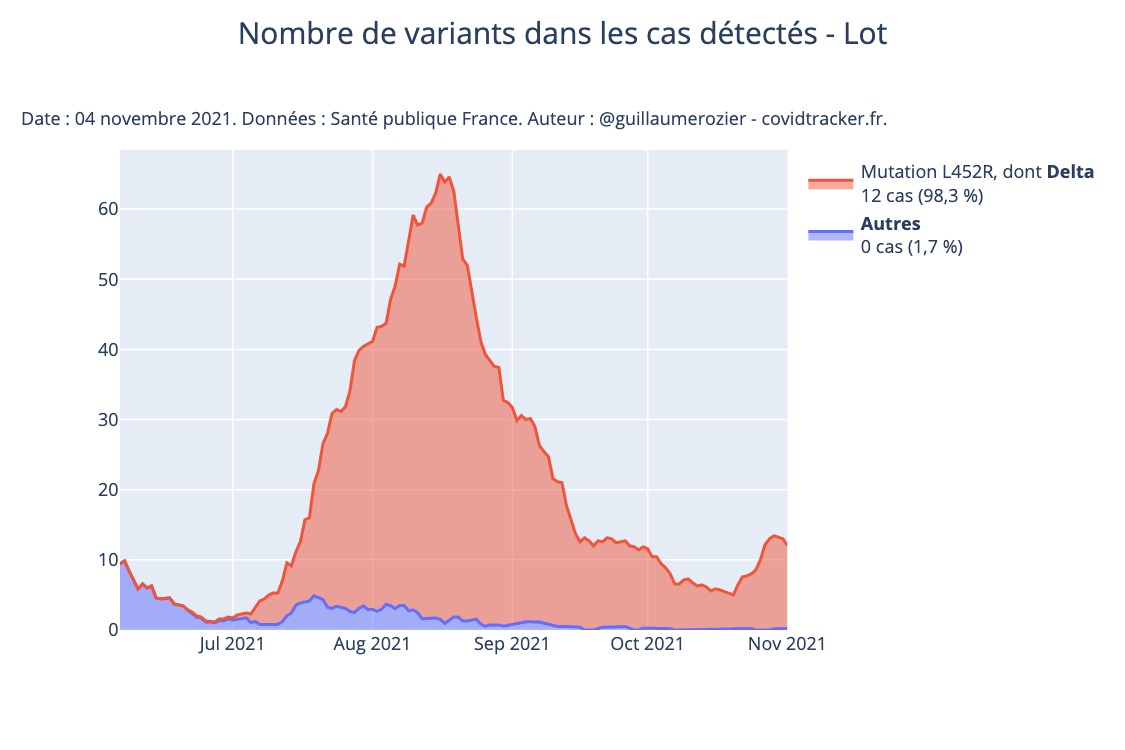 Nombre de variants dans les cas détectés - Lot
Date : 04 novembre 2021. Données : Santé publique France. Auteur : @guillaumerozier - covidtracker.fr.
Mutation L452R, dont Delta
12 cas (98,3 %)
Autres
0 cas (1,7 %)
60
50
40
30
20
10
0
Jul 2021 Aug 2021 Sep 2021 Oct 2021 Nov 2021